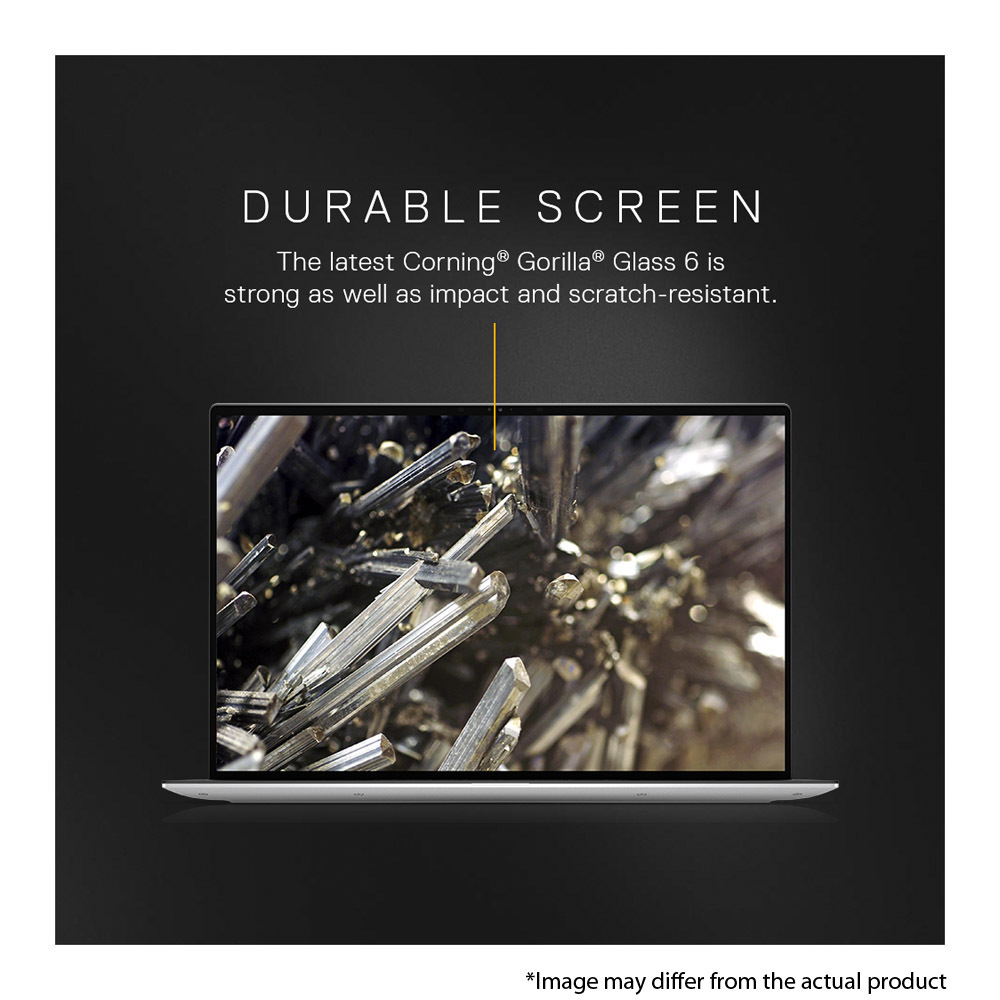 DURABLE SCREEN
The latest Corning® Gorilla® Glass 6 is
strong as well as impact and scratch-resistant.
*Image may differ from the actual product